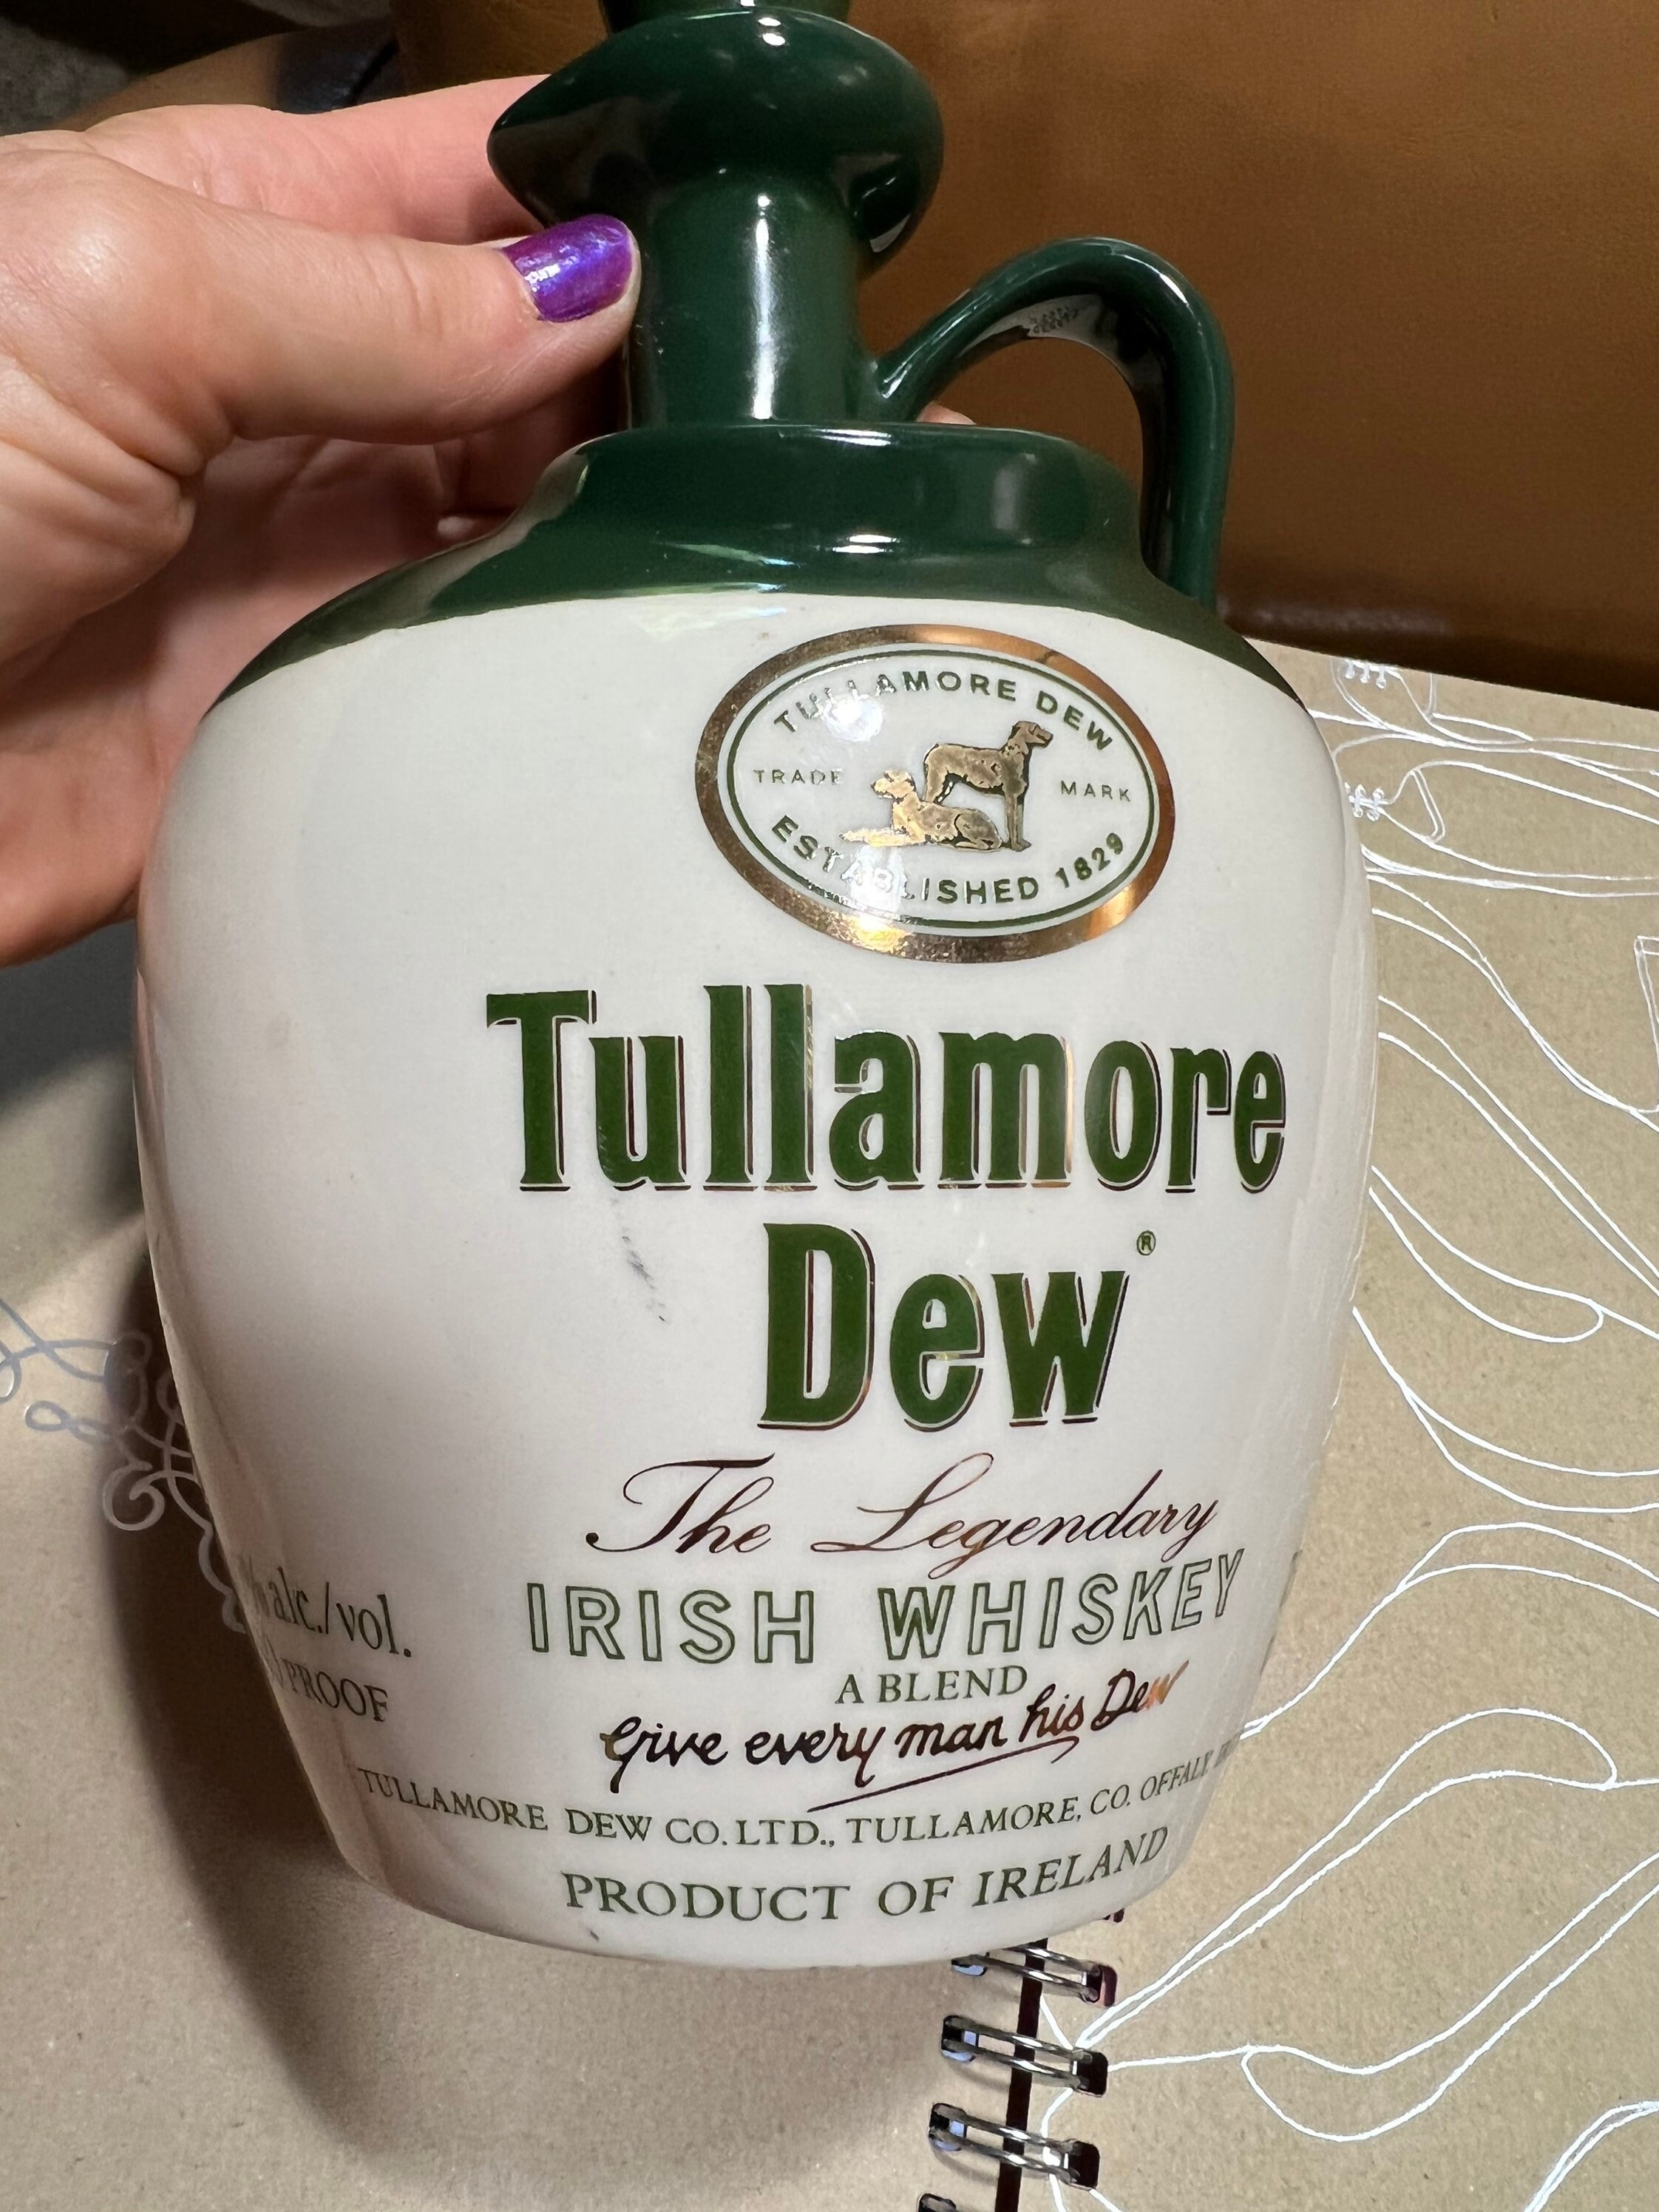 TULLAMORE DEW
TRADE MARK
ESTABLISHED 1829
Tullamore
Dew®
The Legendary
IRISH WHISKEY
A BLEND
Give every man his Dew
%alc./vol.
PROOF
TULLAMORE DEW CO. LTD., TULLAMORE, CO. OFFALY
PRODUCT OF IRELAND